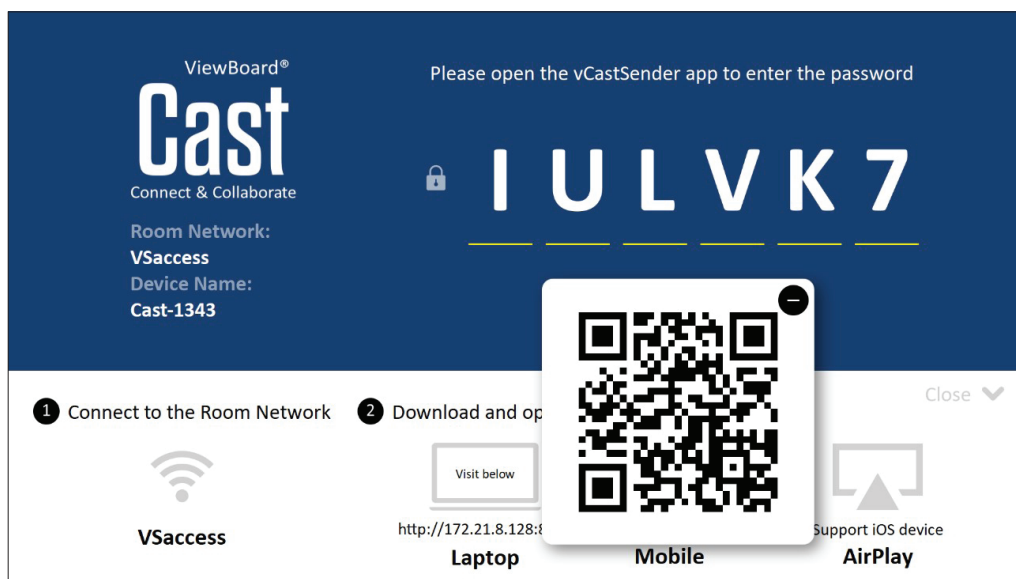 ViewBoard®
Cast
Connect & Collaborate
Room Network:
VSaccess
Device Name:
Cast-1343
Please open the vCastSender app to enter the password
I U L V K 7
1 Connect to the Room Network
VSaccess
2 Download and op
Visit below
http://172.21.8.128:8
Laptop
Mobile
Close
Support iOS device
AirPlay